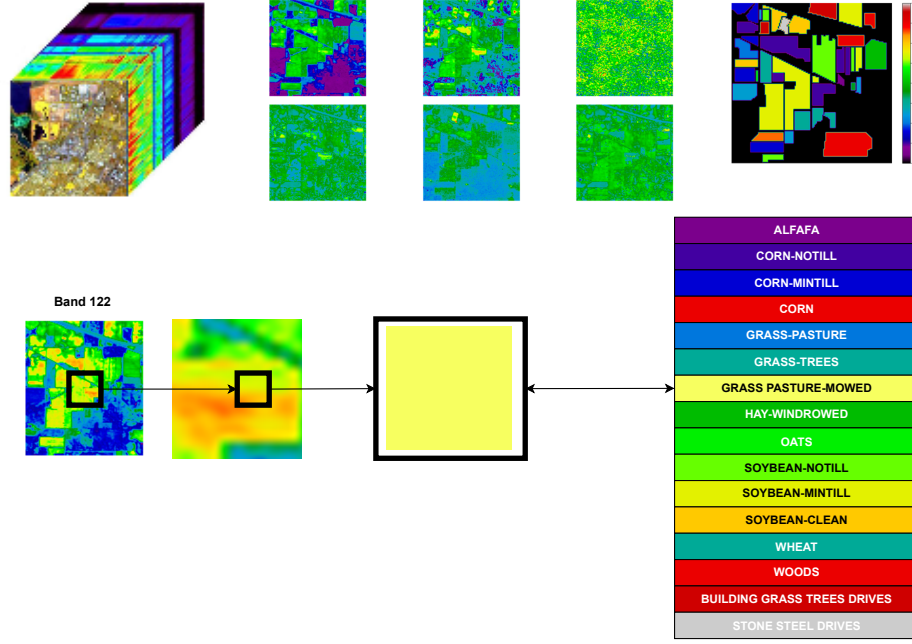 Band 122
ALFAFA
CORN-NOTILL
CORN-MINTILL
CORN
GRASS-PASTURE
GRASS-TREES
GRASS PASTURE-MOWED
HAY-WINDROWED
OATS
SOYBEAN-NOTILL
SOYBEAN-MINTILL
SOYBEAN-CLEAN
WHEAT
WOODS
BUILDING GRASS TREES DRIVES
STONE STEEL DRIVES